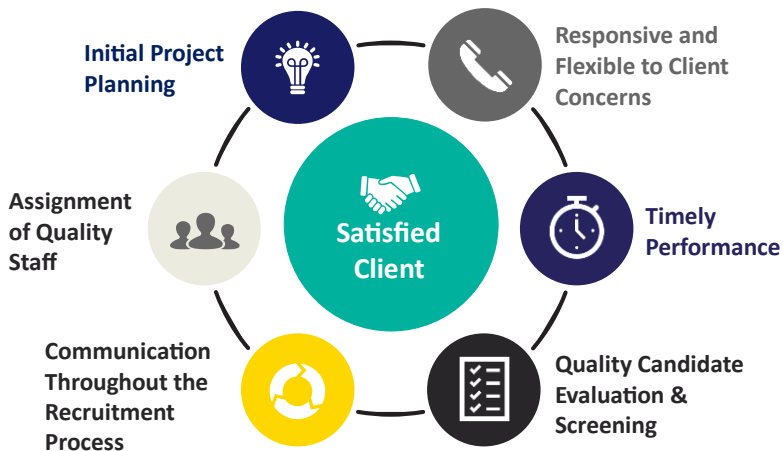 Initial Project
Planning
Responsive and
Flexible to Client
Concerns
Assignment
of Quality
Staff
Satisfied
Client
Timely
Performance
Communication
Throughout the
Recruitment
Process
Quality Candidate
Evaluation &
Screening